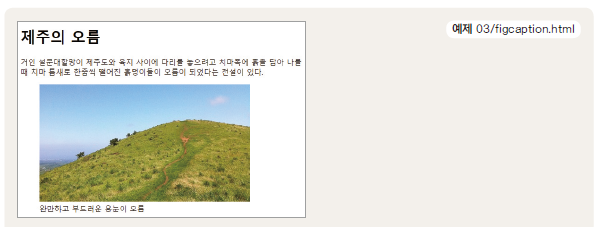 제주의 오름
예제 03/figcaption.html
거인 설문대할망이 제주도와 육지 사이에 다리를 놓으려고 치마폭에 흙을 담아 나를
때 치마 틈새로 한줌씩 떨어진 흙덩이들이 오름이 되었다는 전설이 있다.
완만하고 부드러운 용눈이 오름